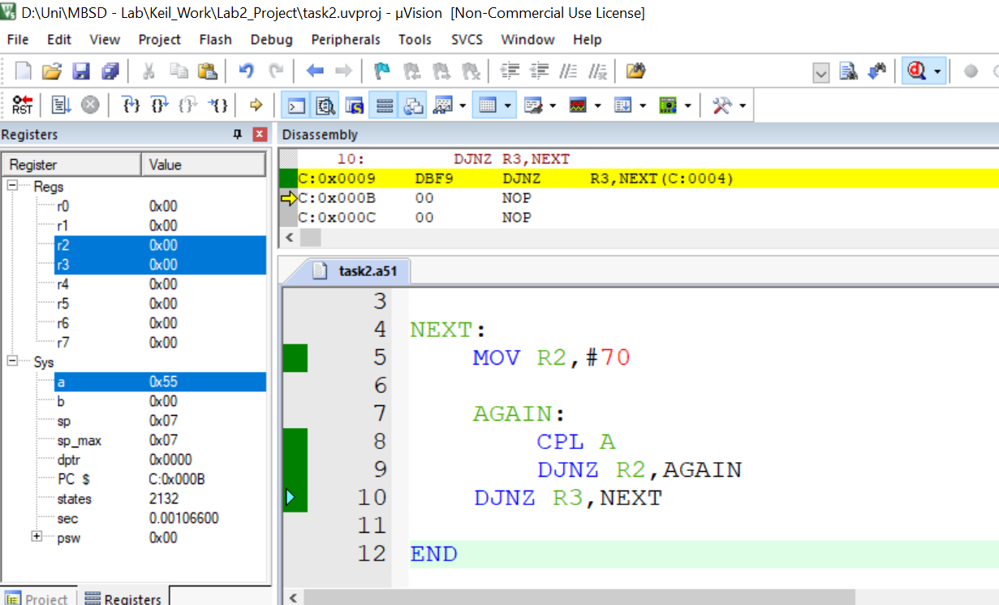 D:\Uni\MBSD - Lab\Keil_Work\Lab2_Project\task2.uvproj - µVision [Non-Commercial Use License]
File Edit View Project Flash Debug Peripherals Tools SVCS Window Help
RST
Registers
Register Value
Regs
r0 0x00
r1 0x00
r2 0x00
r3 0x00
r4 0x00
r5 0x00
r6 0x00
r7 0x00
Sys
a 0x55
b 0x00
sp 0x07
sp_max 0x07
dptr 0x0000
PC $ C:0x000B
states 2132
sec 0.00106600
psw 0x00
Project Registers
Disassembly
10: DJNZ R3,NEXT
C:0x0009 DBF9 DJNZ R3,NEXT(C:0004)
C:0x000B 00 NOP
C:0x000C 00 NOP
task2.a51
3
4 NEXT:
5 MOV R2,#70
6
7 AGAIN:
8 CPL A
9 DJNZ R2,AGAIN
10 DJNZ R3,NEXT
11
12 END